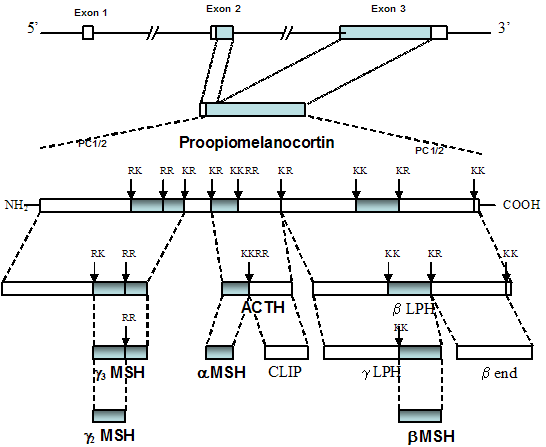 Exon 1 Exon 2 Exon 3
5’ 3’
Proopiomelanocortin
PC1/2 PC1/2
RK RR KR KR KKRR KR KK KR KK
NH2 COOH
RK RR KKRR KK KR KK
ACTH β LPH
RR KK
γ3 MSH αMSH CLIP γ LPH β end
γ2 MSH βMSH